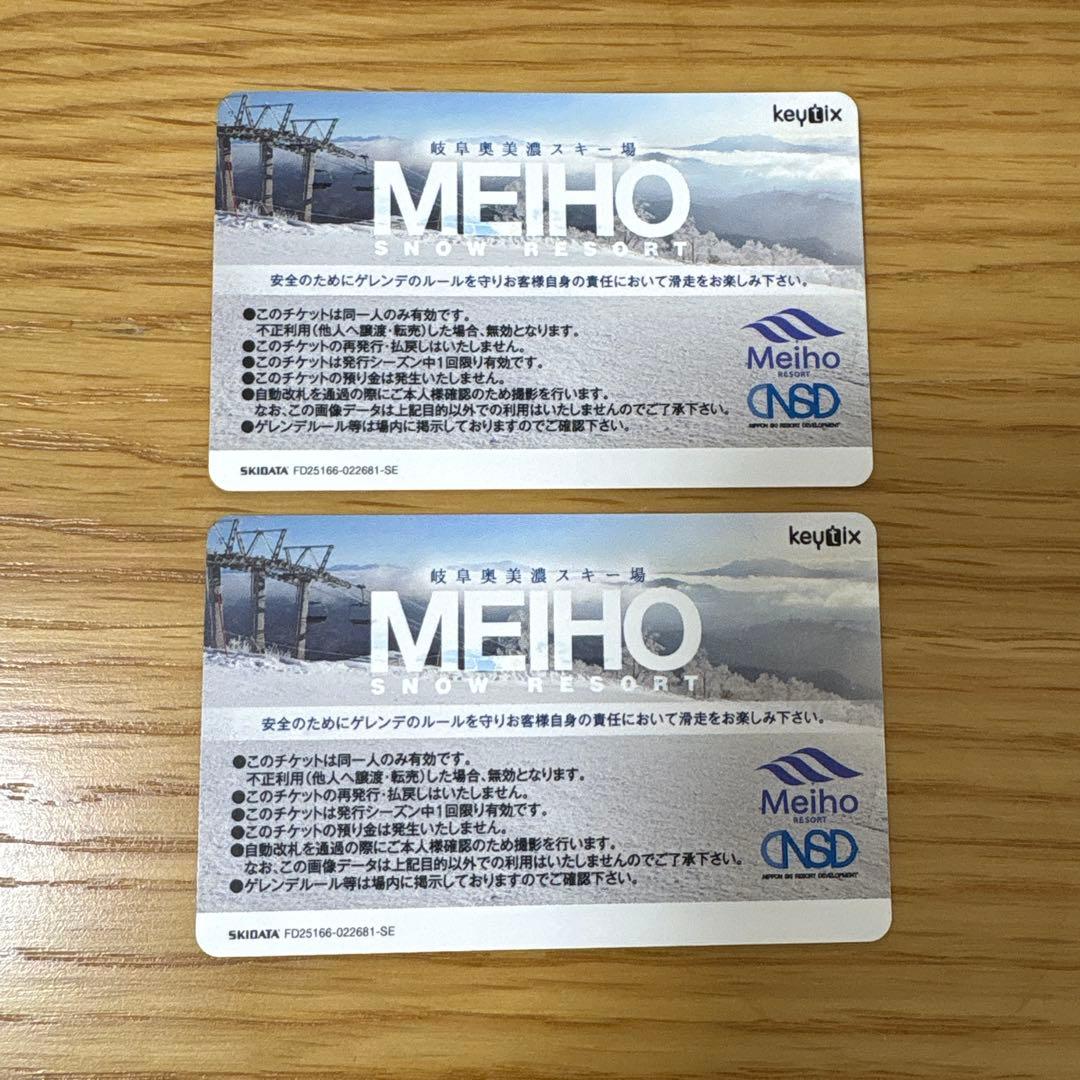 keytix
岐阜奥美濃スキー場
MEIHO
SNOW RESORT
安全のためにゲレンデのルールを守りお客様自身の責任において滑走をお楽しみ下さい。
●このチケットは同一人のみ有効です。
不正利用(他人へ譲渡・転売)した場合、無効となります。
●このチケットの再発行・払戻しはいたしません。
●このチケットは発行シーズン中1回限り有効です。
●このチケットの預り金は発生いたしません。
●自動改札を通過の際にご本人様確認のため撮影を行います。
なお、この画像データは上記目的以外での利用はいたしませんのでご了承下さい。
●ゲレンデルール等は場内に掲示しておりますのでご確認下さい。
Meiho
RESORT
NSD
NIPPON SKI RESORT DEVELOPMENT
SKIDATA FD25166-022681-SE
keytix
岐阜奥美濃スキー場
MEIHO
SNOW RESORT
安全のためにゲレンデのルールを守りお客様自身の責任において滑走をお楽しみ下さい。
●このチケットは同一人のみ有効です。
不正利用(他人へ譲渡・転売)した場合、無効となります。
●このチケットの再発行・払戻しはいたしません。
●このチケットは発行シーズン中1回限り有効です。
●このチケットの預り金は発生いたしません。
●自動改札を通過の際にご本人様確認のため撮影を行います。
なお、この画像データは上記目的以外での利用はいたしませんのでご了承下さい。
●ゲレンデルール等は場内に掲示しておりますのでご確認下さい。
Meiho
RESORT
NSD
NIPPON SKI RESORT DEVELOPMENT
SKIDATA FD25166-022681-SE